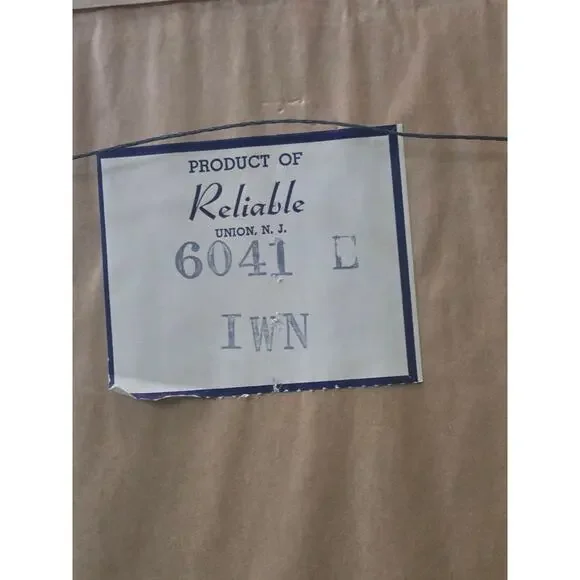 PRODUCT OF
Reliable
UNION, N. J.
6041 E
IWN